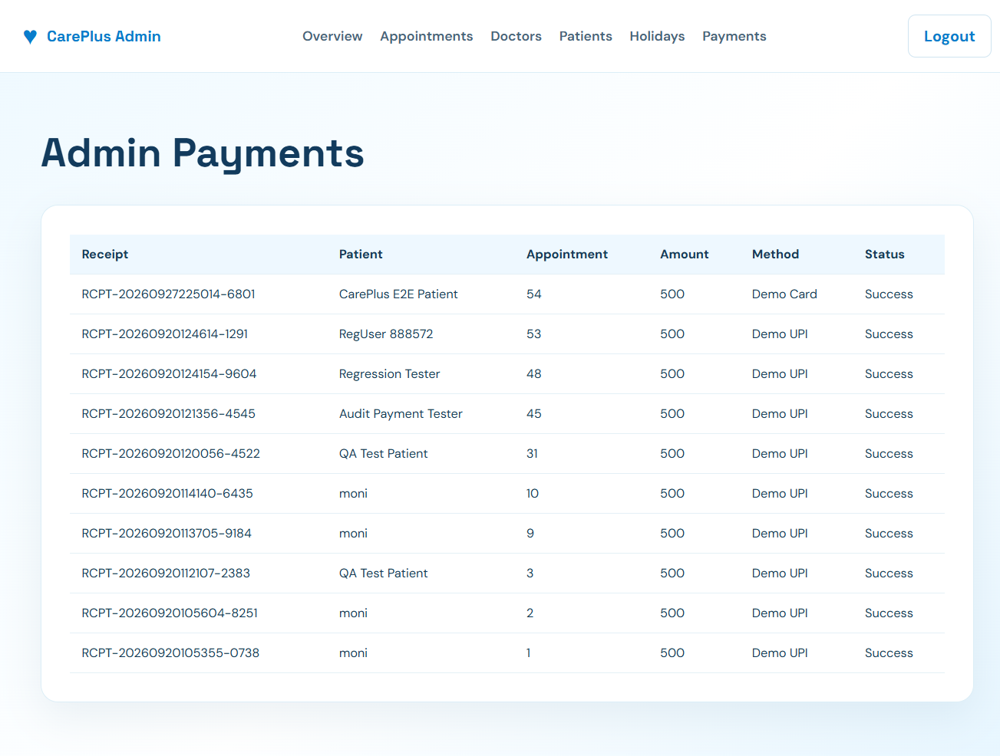 CarePlus Admin Overview Appointments Doctors Patients Holidays Payments Logout
Admin Payments
Receipt Patient Appointment Amount Method Status
RCPT-20260927225014-6801 CarePlus E2E Patient 54 500 Demo Card Success
RCPT-20260920124614-1291 RegUser 888572 53 500 Demo UPI Success
RCPT-20260920124154-9604 Regression Tester 48 500 Demo UPI Success
RCPT-20260920121356-4545 Audit Payment Tester 45 500 Demo UPI Success
RCPT-20260920120056-4522 QA Test Patient 31 500 Demo UPI Success
RCPT-20260920114140-6435 moni 10 500 Demo UPI Success
RCPT-20260920113705-9184 moni 9 500 Demo UPI Success
RCPT-20260920112107-2383 QA Test Patient 3 500 Demo UPI Success
RCPT-20260920105604-8251 moni 2 500 Demo UPI Success
RCPT-20260920105355-0738 moni 1 500 Demo UPI Success